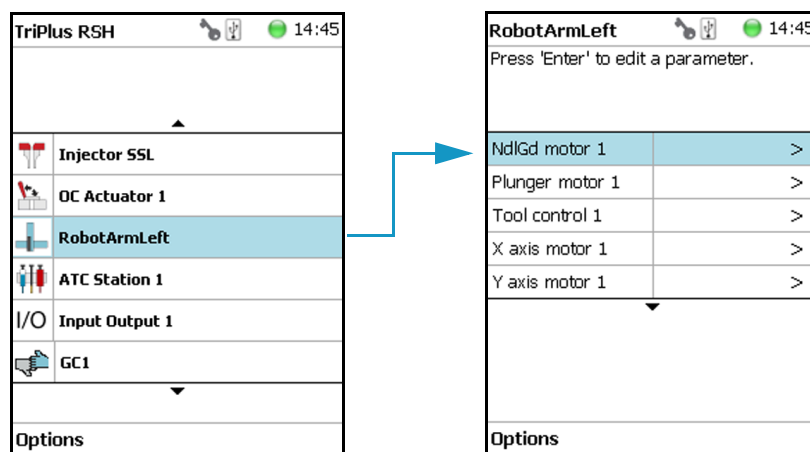 TriPlus RSH 14:45
Injector SSL
OC Actuator 1
RobotArmLeft
ATC Station 1
I/O Input Output 1
GC1
Options
RobotArmLeft 14:45
Press 'Enter' to edit a parameter.
NdlGd motor 1 >
Plunger motor 1 >
Tool control 1 >
X axis motor 1 >
Y axis motor 1 >
Options